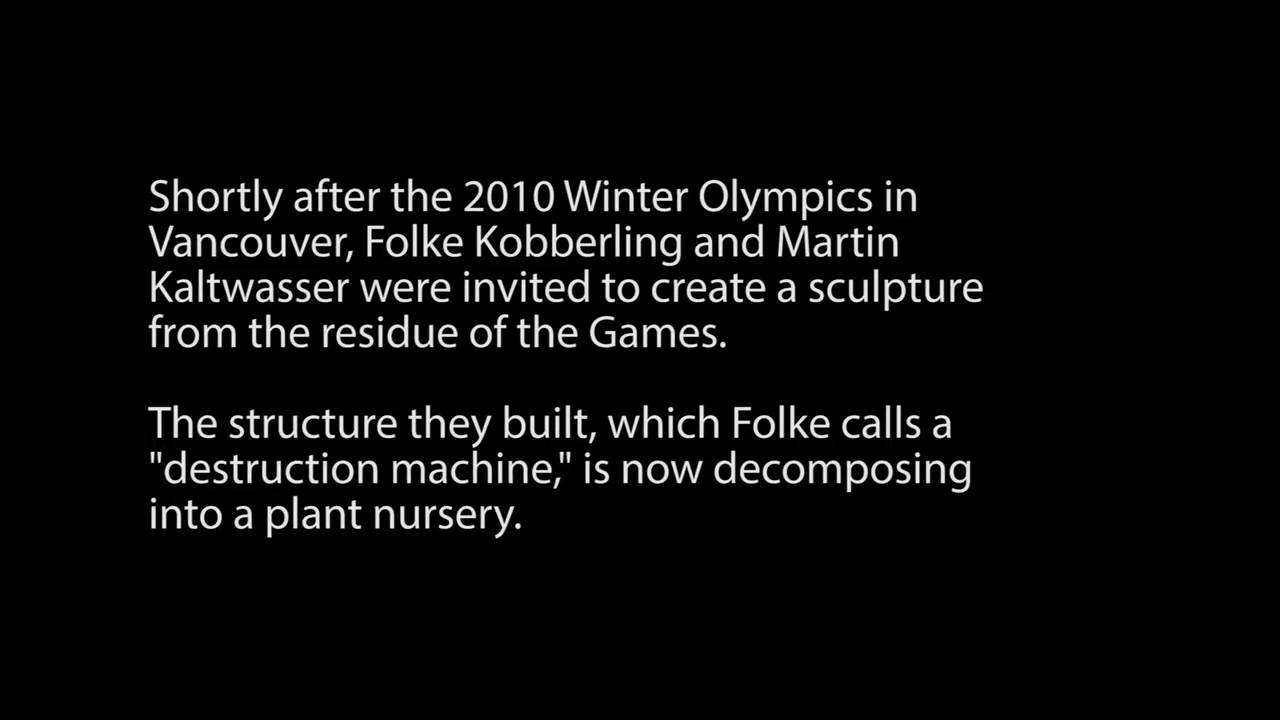 Shortly after the 2010 Winter Olympics in
Vancouver, Folke Kobberling and Martin
Kaltwasser were invited to create a sculpture
from the residue of the Games.
The structure they built, which Folke calls a
"destruction machine," is now decomposing
into a plant nursery.